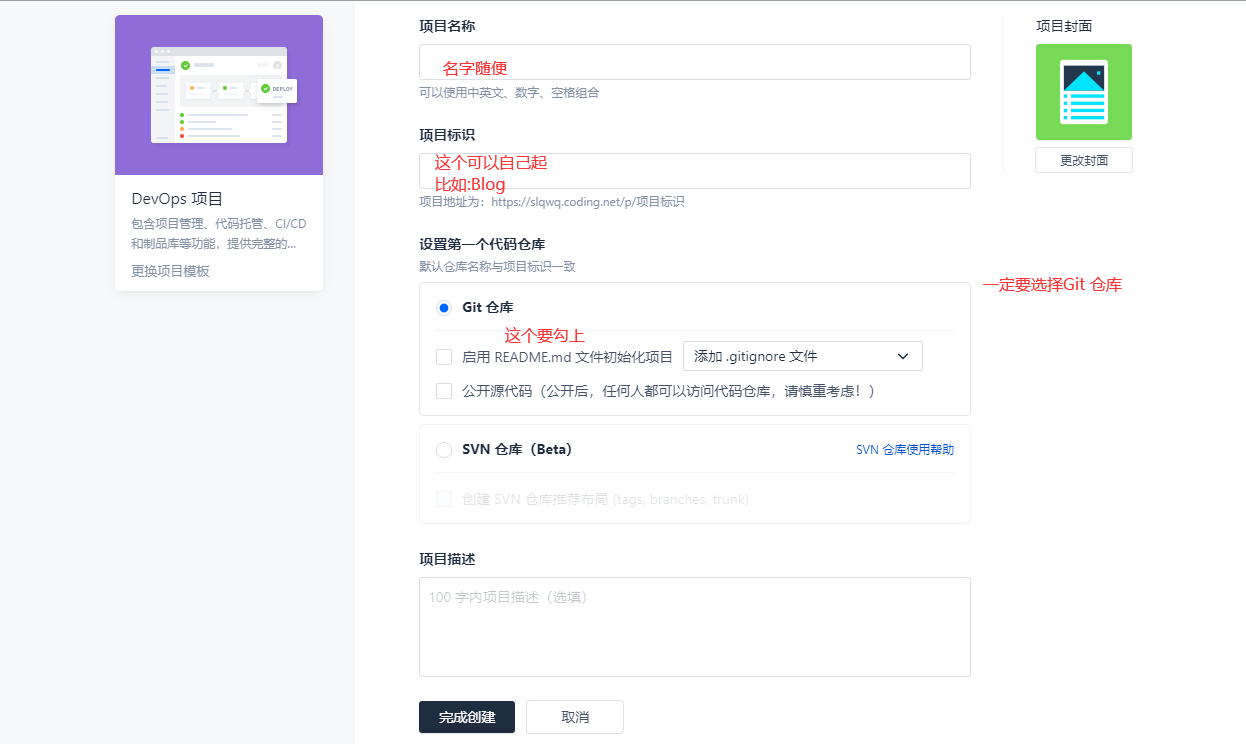 项目名称
名字随便
可以使用中英文、数字、空格组合
项目标识
这个可以自己起
比如:Blog
项目地址为：https://slqwq.coding.net/p/项目标识
设置第一个代码仓库
默认仓库名称与项目标识一致
一定要选择Git 仓库
Git 仓库
这个要勾上
启用 README.md 文件初始化项目
添加 .gitignore 文件
公开源代码（公开后，任何人都可以访问代码仓库，请慎重考虑！）
SVN 仓库（Beta）
SVN 仓库使用帮助
创建 SVN 仓库推荐布局 (tags, branches, trunk)
项目描述
100 字内项目描述（选填）
完成创建
取消
项目封面
更改封面
DEPLOY
DevOps 项目
包含项目管理、代码托管、CI/CD
和制品库等功能，提供完整的...
更换项目模板